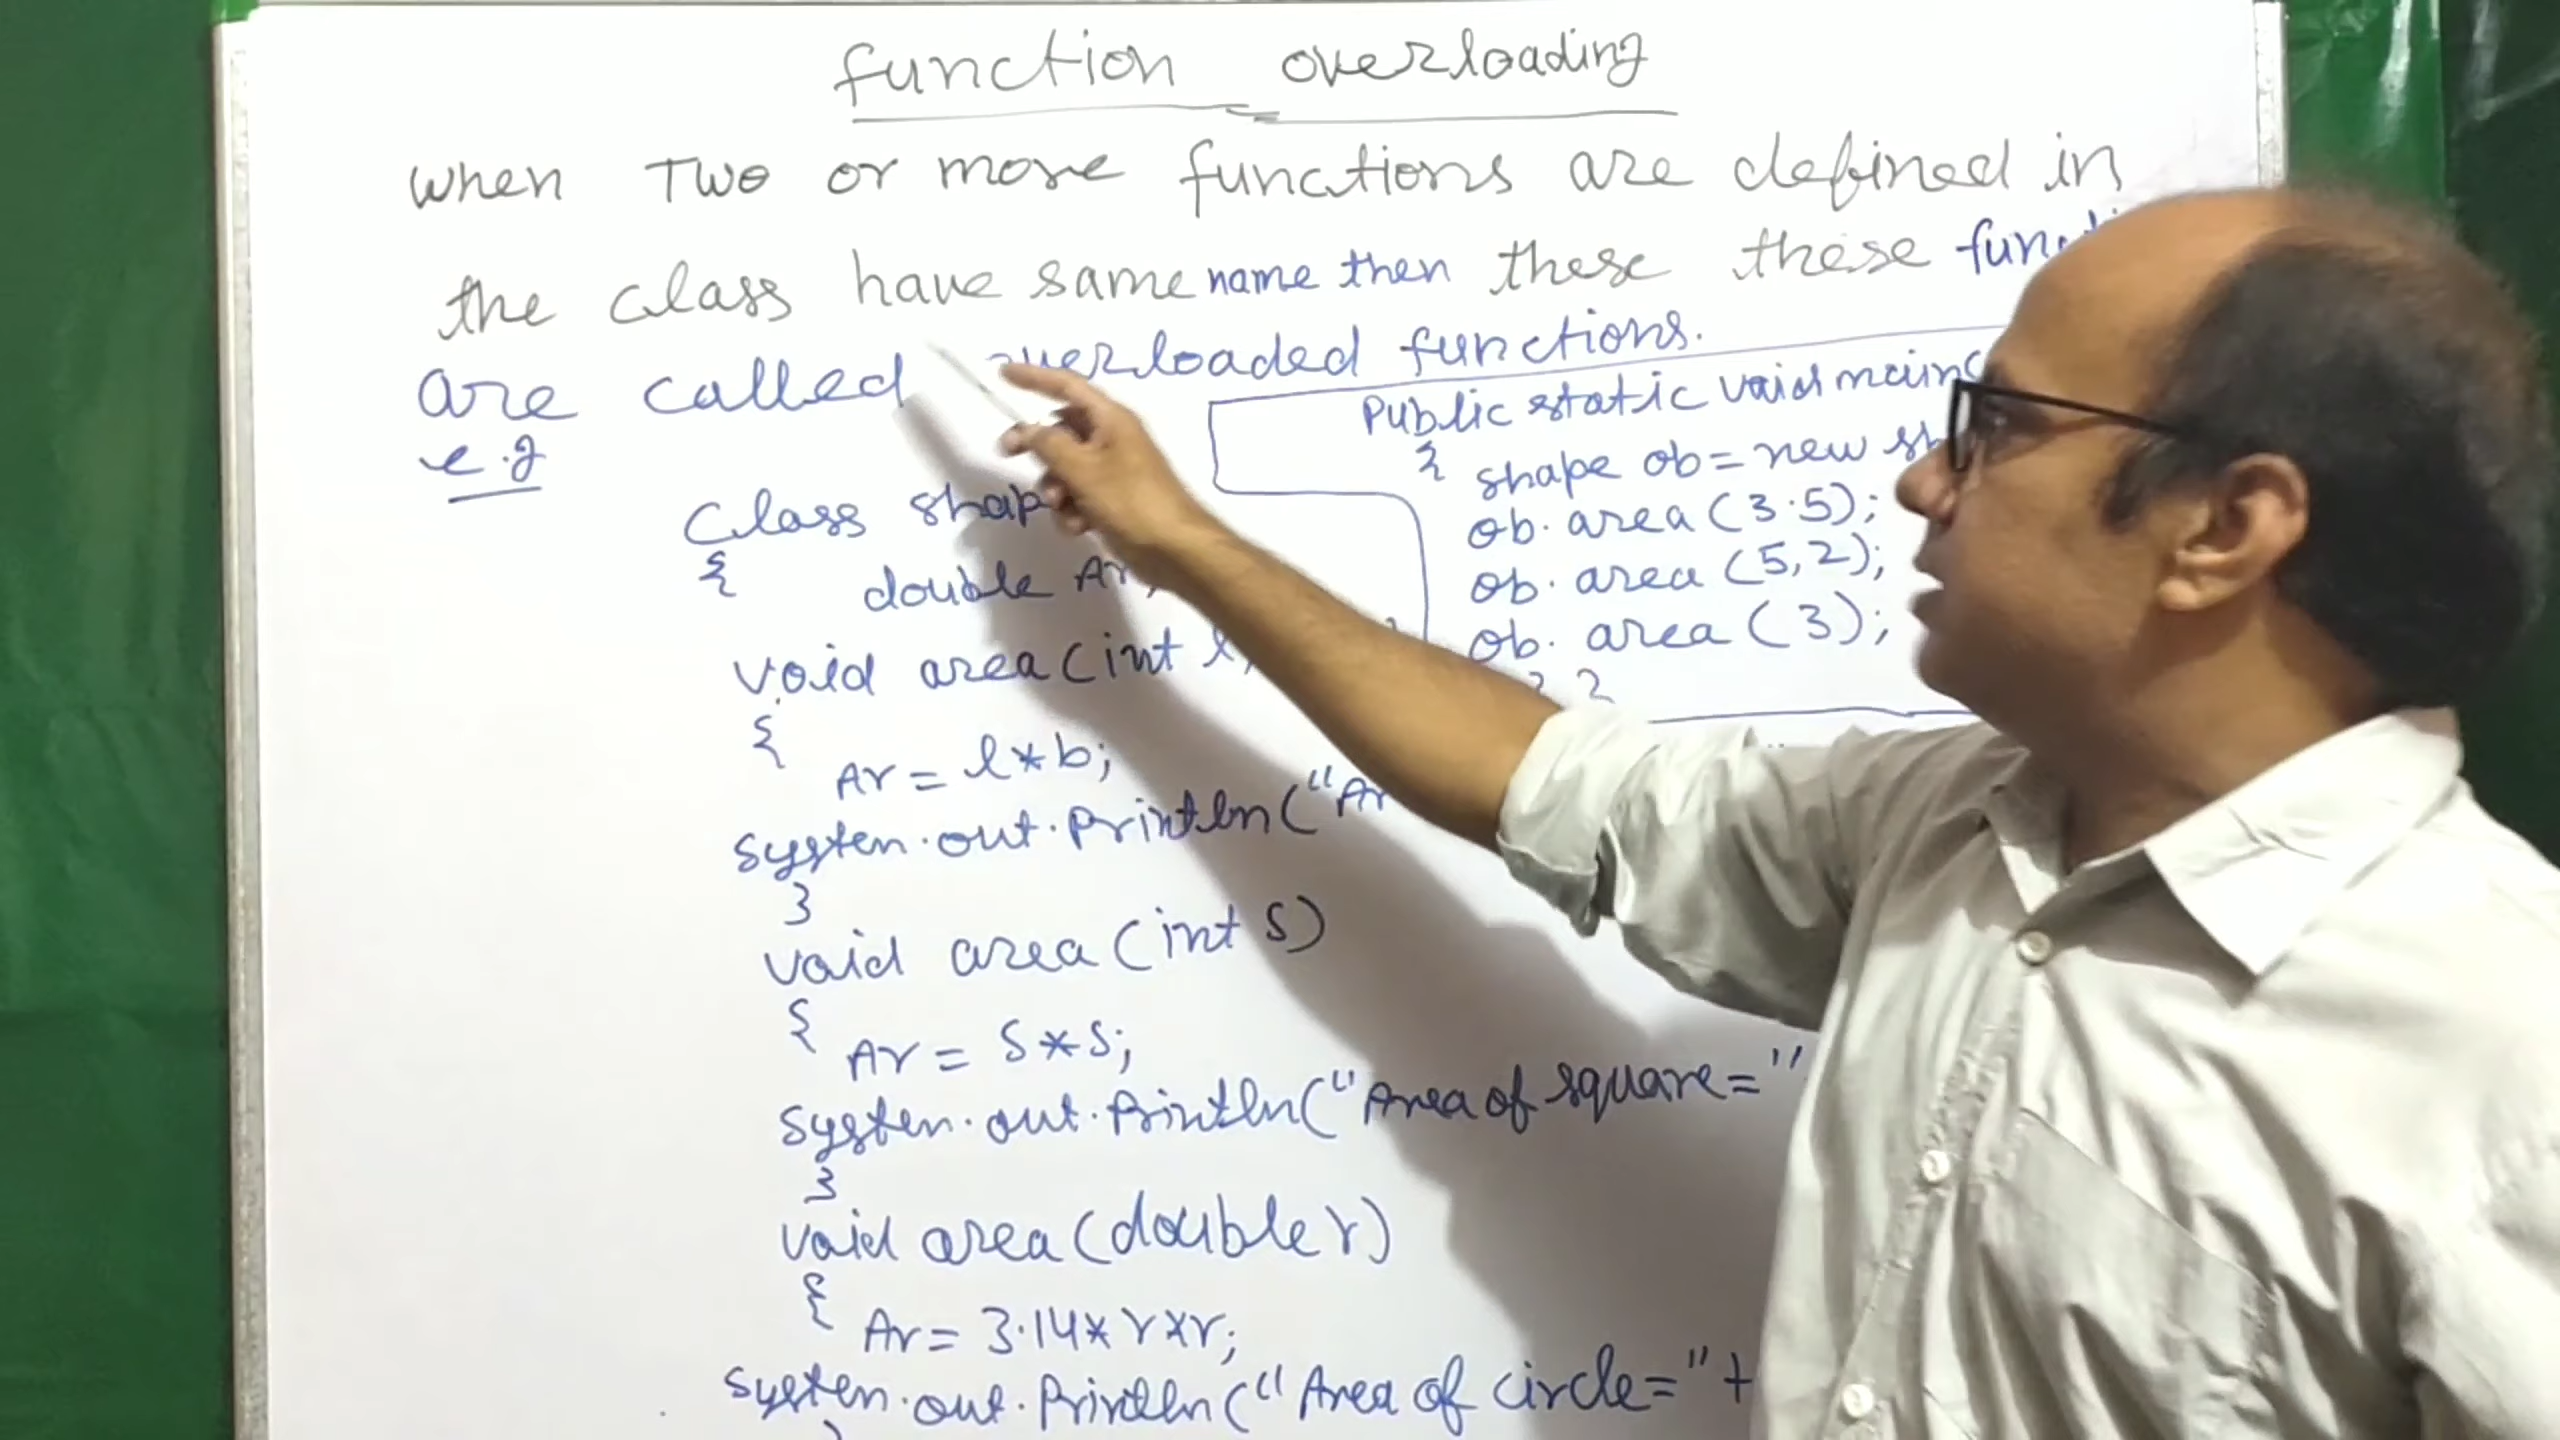 function overloading
when Two or more functions are defined in
the class have same name then these these
are called overloaded functions.
e.g
class
{ double Ar;
void area(int l,
{
Ar = l*b;
system.out.println("Ar
}
void area(int s)
{
Ar = s*s;
system.out.println("Area of square="
}
void area(double r)
{
Ar = 3.14*r*r;
system.out.println("Area of circle="+
public static void main(
{ shape ob=new
ob.area(3.5);
ob.area(5,2);
ob.area(3);
}}